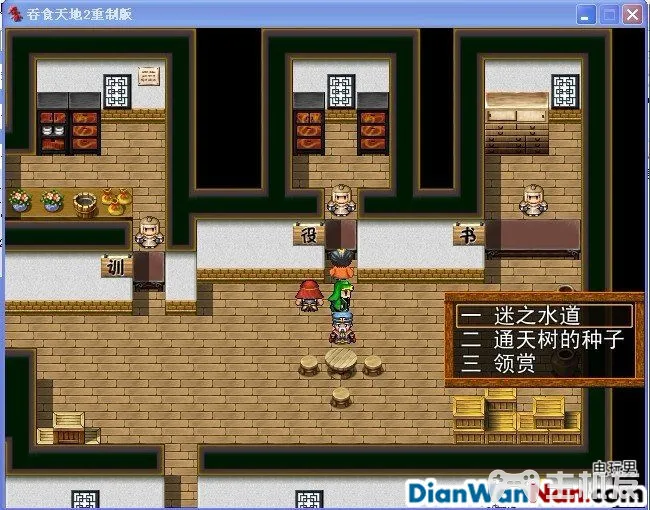 吞食天地2重制版
役
书
训
一 迷之水道
二 通天树的种子
三 领赏
电玩男
DianWanNan.com